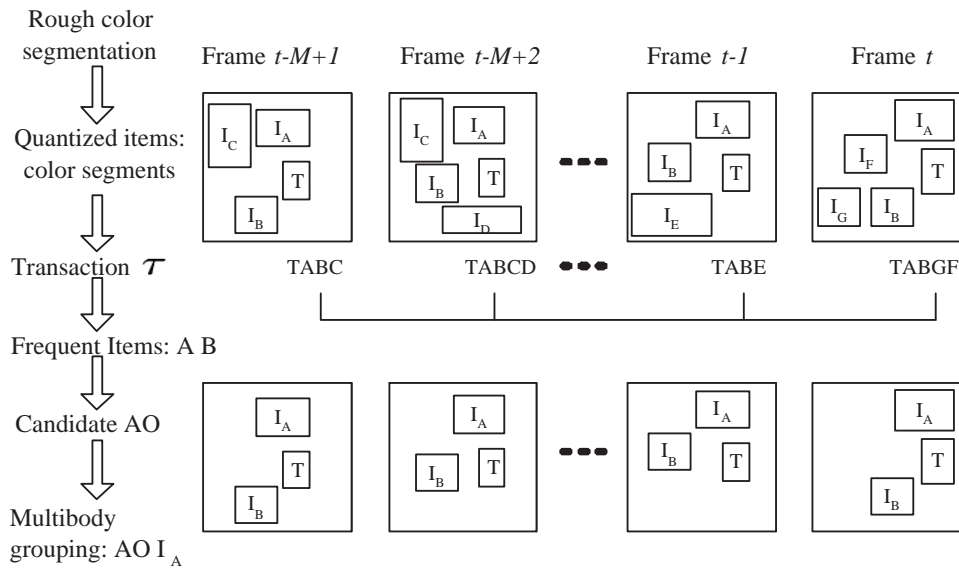 Rough color
segmentation
Frame t-M+1
Frame t-M+2
Frame t-1
Frame t
Quantized items:
color segments
I_C
I_A
T
I_B
I_C
I_A
I_B
T
I_D
I_A
I_B
T
I_E
I_A
I_F
T
I_G
I_B
Transaction τ
TABC
TABCD
TABE
TABGF
Frequent Items: A B
Candidate AO
I_A
T
I_B
I_A
I_B
T
I_A
I_B
T
I_A
T
I_B
Multibody
grouping: AO I_A